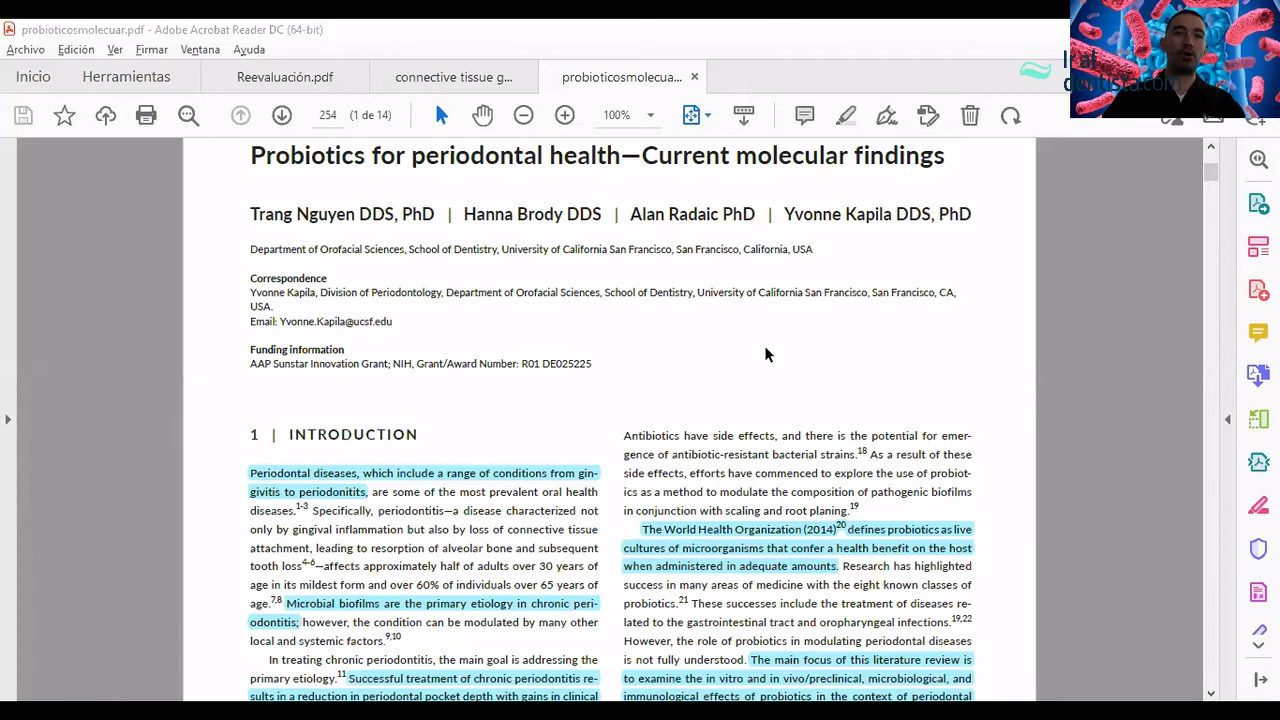 probioticosmolecuar.pdf - Adobe Acrobat Reader DC (64-bit)
Archivo Edición Ver Firmar Ventana Ayuda
Inicio Herramientas Reevaluación.pdf connective tissue g... probioticosmolecua... ×
254 (1 de 14) 100%
dentista.com
Probiotics for periodontal health—Current molecular findings
Trang Nguyen DDS, PhD | Hanna Brody DDS | Alan Radaic PhD | Yvonne Kapila DDS, PhD
Department of Orofacial Sciences, School of Dentistry, University of California San Francisco, San Francisco, California, USA
Correspondence
Yvonne Kapila, Division of Periodontology, Department of Orofacial Sciences, School of Dentistry, University of California San Francisco, San Francisco, CA,
USA.
Email: Yvonne.Kapila@ucsf.edu
Funding information
AAP Sunstar Innovation Grant; NIH, Grant/Award Number: R01 DE025225
1 | INTRODUCTION
Periodontal diseases, which include a range of conditions from gin-
givitis to periodonitits, are some of the most prevalent oral health
diseases.1-3 Specifically, periodontitis—a disease characterized not
only by gingival inflammation but also by loss of connective tissue
attachment, leading to resorption of alveolar bone and subsequent
tooth loss4-6—affects approximately half of adults over 30 years of
age in its mildest form and over 60% of individuals over 65 years of
age.7,8 Microbial biofilms are the primary etiology in chronic peri-
odontitis; however, the condition can be modulated by many other
local and systemic factors.9,10
In treating chronic periodontitis, the main goal is addressing the
primary etiology.11 Successful treatment of chronic periodontitis re-
sults in a reduction in periodontal pocket depth with gains in clinical
Antibiotics have side effects, and there is the potential for emer-
gence of antibiotic-resistant bacterial strains.18 As a result of these
side effects, efforts have commenced to explore the use of probiot-
ics as a method to modulate the composition of pathogenic biofilms
in conjunction with scaling and root planing.19
The World Health Organization (2014)20 defines probiotics as live
cultures of microorganisms that confer a health benefit on the host
when administered in adequate amounts. Research has highlighted
success in many areas of medicine with the eight known classes of
probiotics.21 These successes include the treatment of diseases re-
lated to the gastrointestinal tract and oropharyngeal infections.19,22
However, the role of probiotics in modulating periodontal diseases
is not fully understood. The main focus of this literature review is
to examine the in vitro and in vivo/preclinical, microbiological, and
immunological effects of probiotics in the context of periodontal